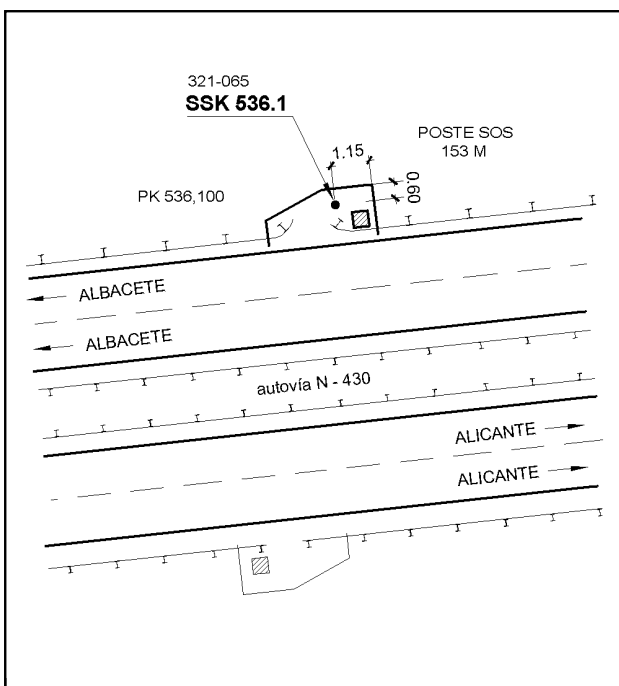 321-065
SSK 536.1
POSTE SOS
153 M
1.15
0.60
PK 536,100
ALBACETE
ALBACETE
autovía N - 430
ALICANTE
ALICANTE